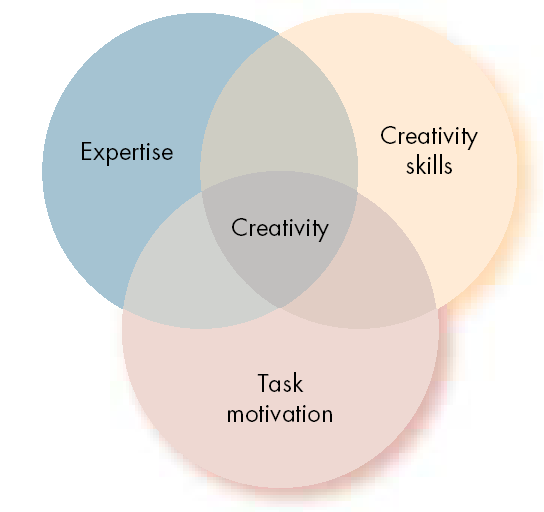 Expertise
Creativity
skills
Creativity
Task
motivation